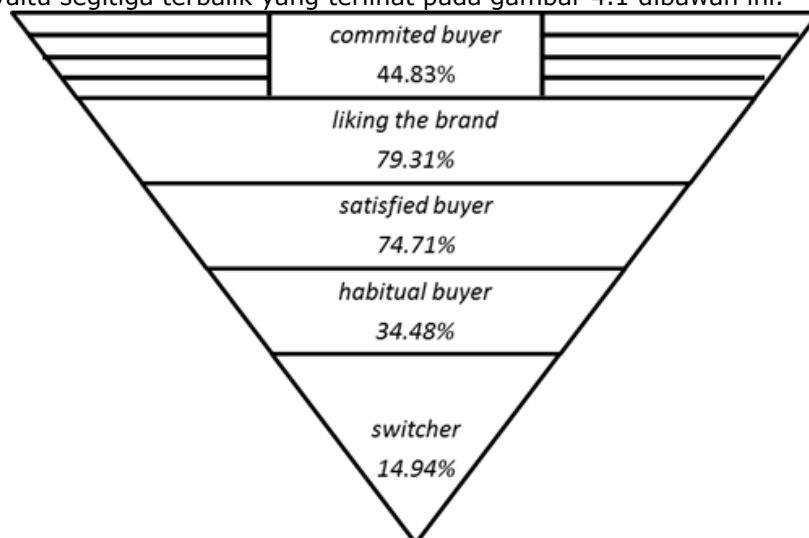 yaitu segitiga terbalik yang terlihat pada gambar 4.1 dibawah ini:
commited buyer
44.83%
liking the brand
79.31%
satisfied buyer
74.71%
habitual buyer
34.48%
switcher
14.94%